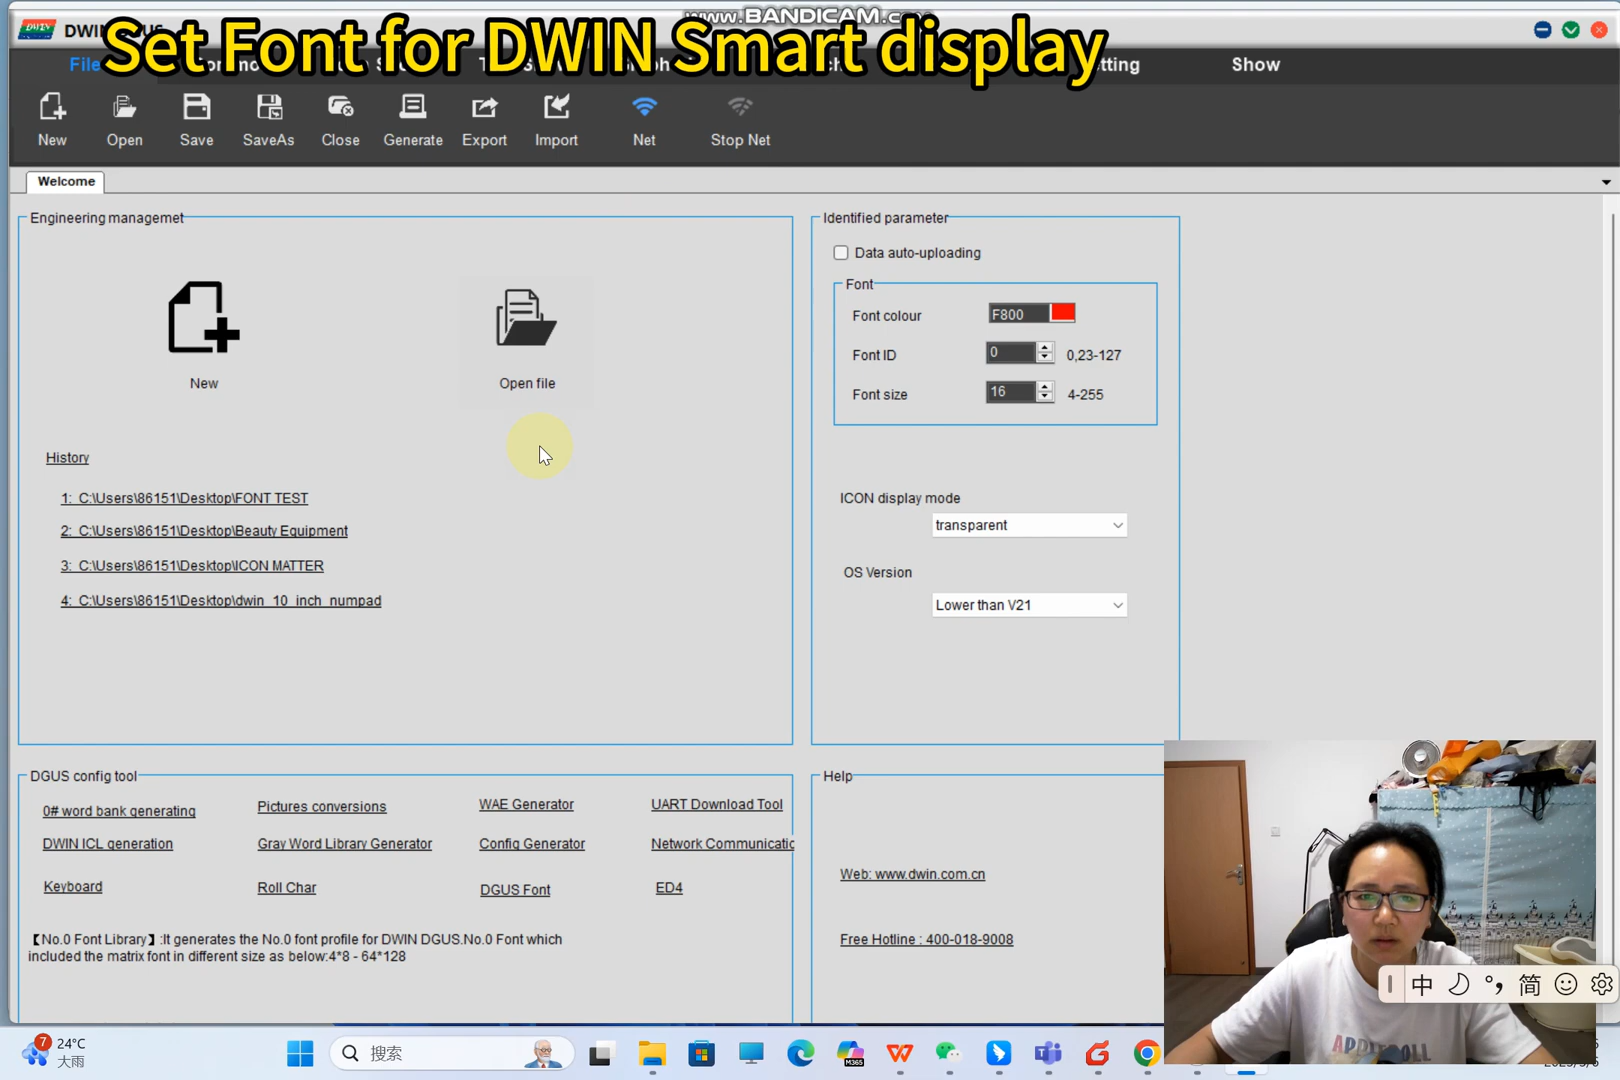 www.BANDICAM.com
DWIN
Set Font for DWIN Smart display
File
Show
New
Open
Save
SaveAs
Close
Generate
Export
Import
Net
Stop Net
Welcome
Engineering managemet
New
Open file
History
1: C:\Users\86151\Desktop\FONT TEST
2: C:\Users\86151\Desktop\Beauty Equipment
3: C:\Users\86151\Desktop\ICON MATTER
4: C:\Users\86151\Desktop\dwin_10_inch_numpad
Identified parameter
Data auto-uploading
Font
Font colour
F800
Font ID
0
0,23-127
Font size
16
4-255
ICON display mode
transparent
OS Version
Lower than V21
DGUS config tool
0# word bank generating
Pictures conversions
WAE Generator
UART Download Tool
DWIN ICL generation
Gray Word Library Generator
Config Generator
Network Communicatio
Keyboard
Roll Char
DGUS Font
ED4
【No.0 Font Library】:It generates the No.0 font profile for DWIN DGUS.No.0 Font which
included the matrix font in different size as below:4*8 - 64*128
Help
Web: www.dwin.com.cn
Free Hotline : 400-018-9008
中
简
7
24°C
大雨
搜索
M365